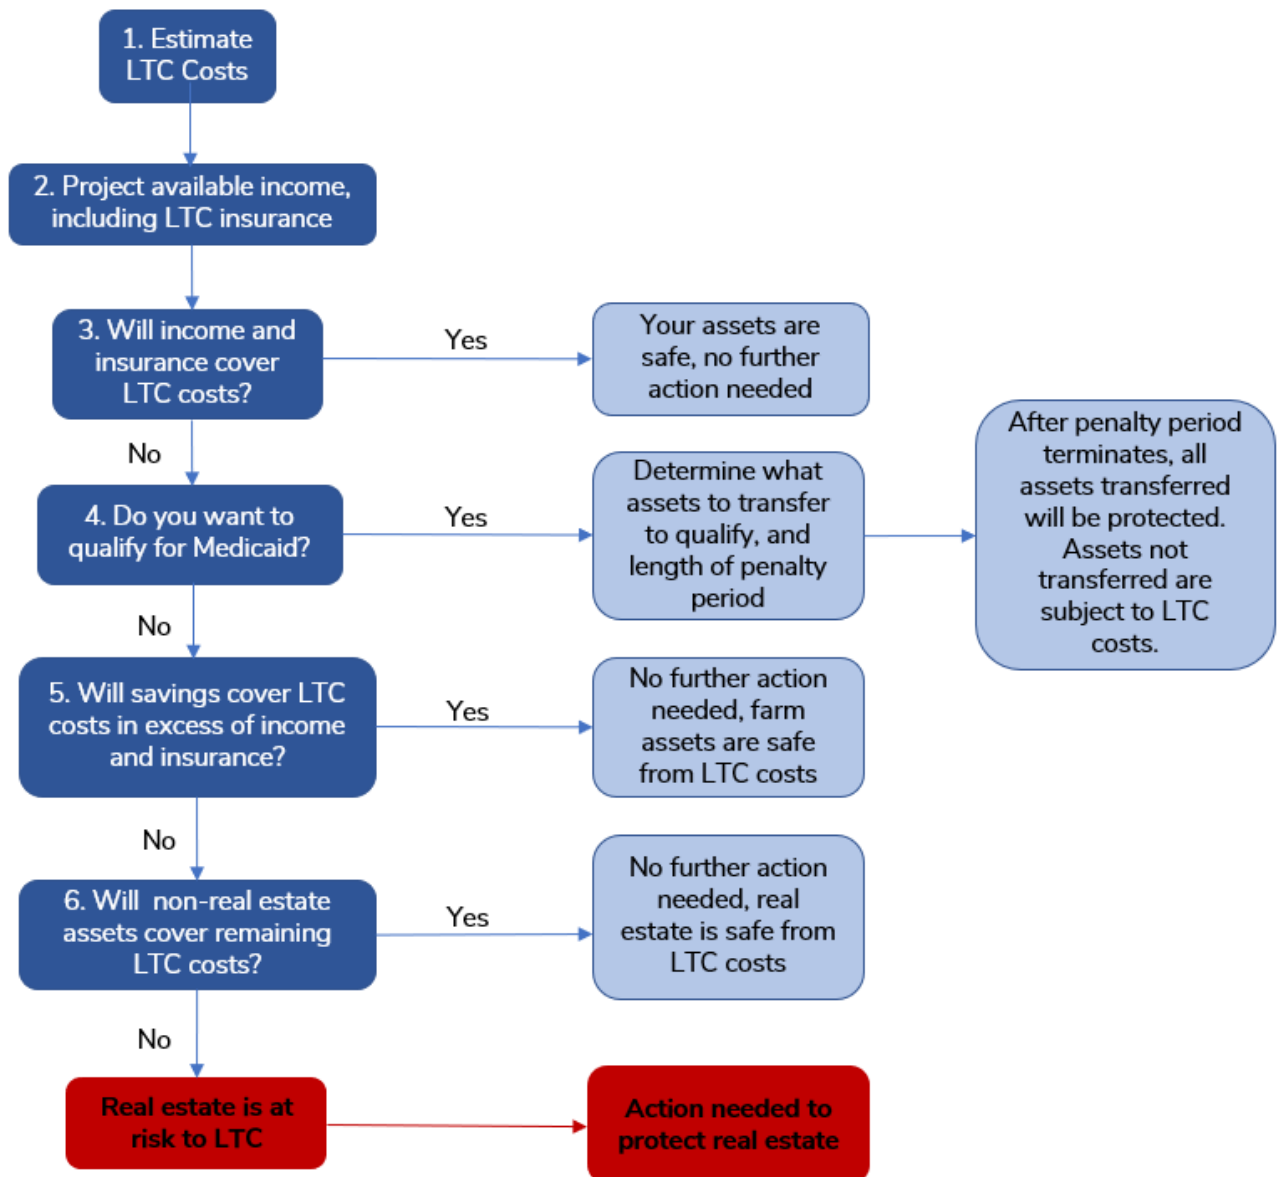 1. Estimate
LTC Costs
2. Project available income,
including LTC insurance
3. Will income and
insurance cover
LTC costs?
Yes
Your assets are
safe, no further
action needed
No
4. Do you want to
qualify for Medicaid?
Yes
Determine what
assets to transfer
to qualify, and
length of penalty
period
After penalty period
terminates, all
assets transferred
will be protected.
Assets not
transferred are
subject to LTC
costs.
No
5. Will savings cover LTC
costs in excess of income
and insurance?
Yes
No further action
needed, farm
assets are safe
from LTC costs
No
6. Will  non-real estate
assets cover remaining
LTC costs?
Yes
No further action
needed, real
estate is safe from
LTC costs
No
Real estate is at
risk to LTC
Action needed to
protect real estate